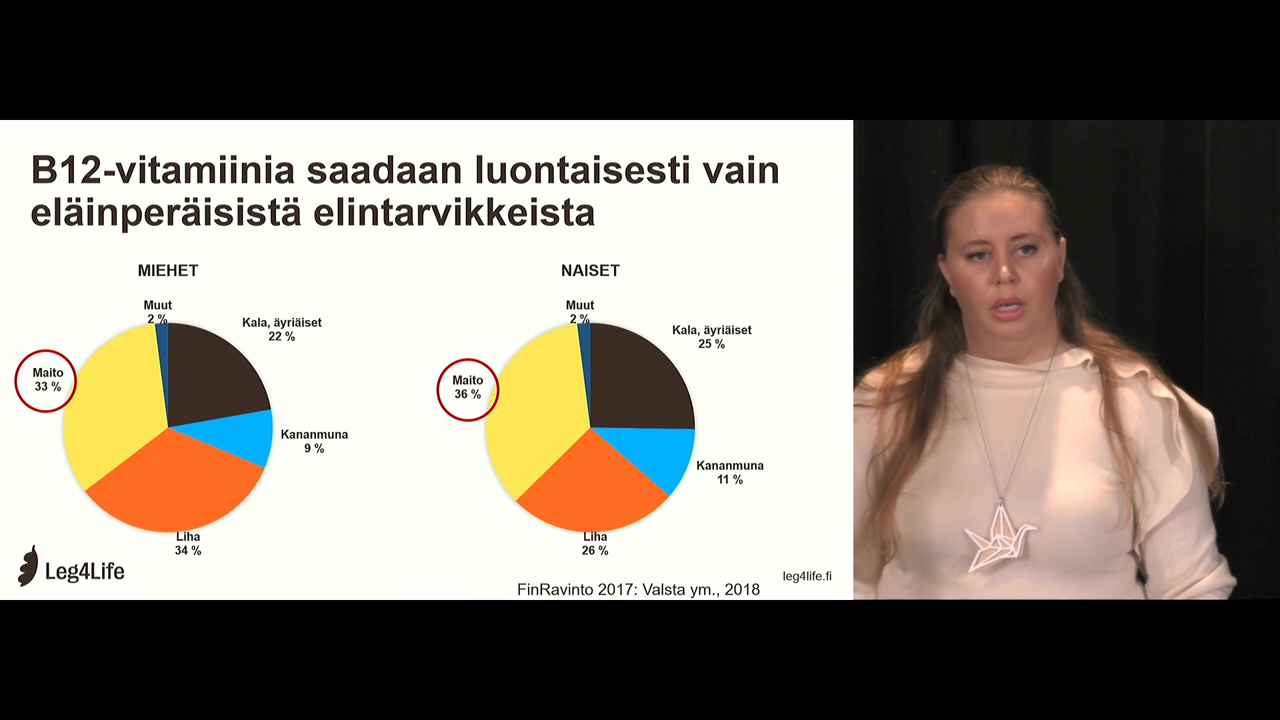 B12-vitamiinia saadaan luontaisesti vain
eläinperäisistä elintarvikkeista
MIEHET
Muut
2 %
Kala, äyriäiset
22 %
Maito
33 %
Kananmuna
9 %
Liha
34 %
NAISET
Muut
2 %
Kala, äyriäiset
25 %
Maito
36 %
Kananmuna
11 %
Liha
26 %
Leg4Life
leg4life.fi
FinRavinto 2017: Valsta ym., 2018